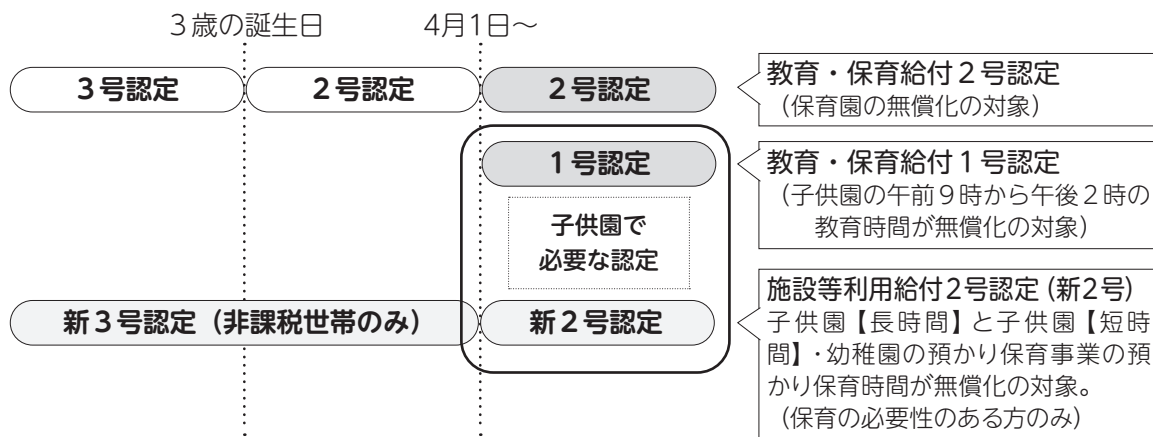 ３歳の誕生日
4月1日～
３号認定
２号認定
２号認定
教育・保育給付２号認定
（保育園の無償化の対象）
１号認定
教育・保育給付１号認定
（子供園の午前９時から午後２時の
教育時間が無償化の対象）
子供園で
必要な認定
新３号認定（非課税世帯のみ）
新２号認定
施設等利用給付2号認定（新2号）
子供園【長時間】と子供園【短時
間】・幼稚園の預かり保育事業の預
かり保育時間が無償化の対象。
（保育の必要性のある方のみ）